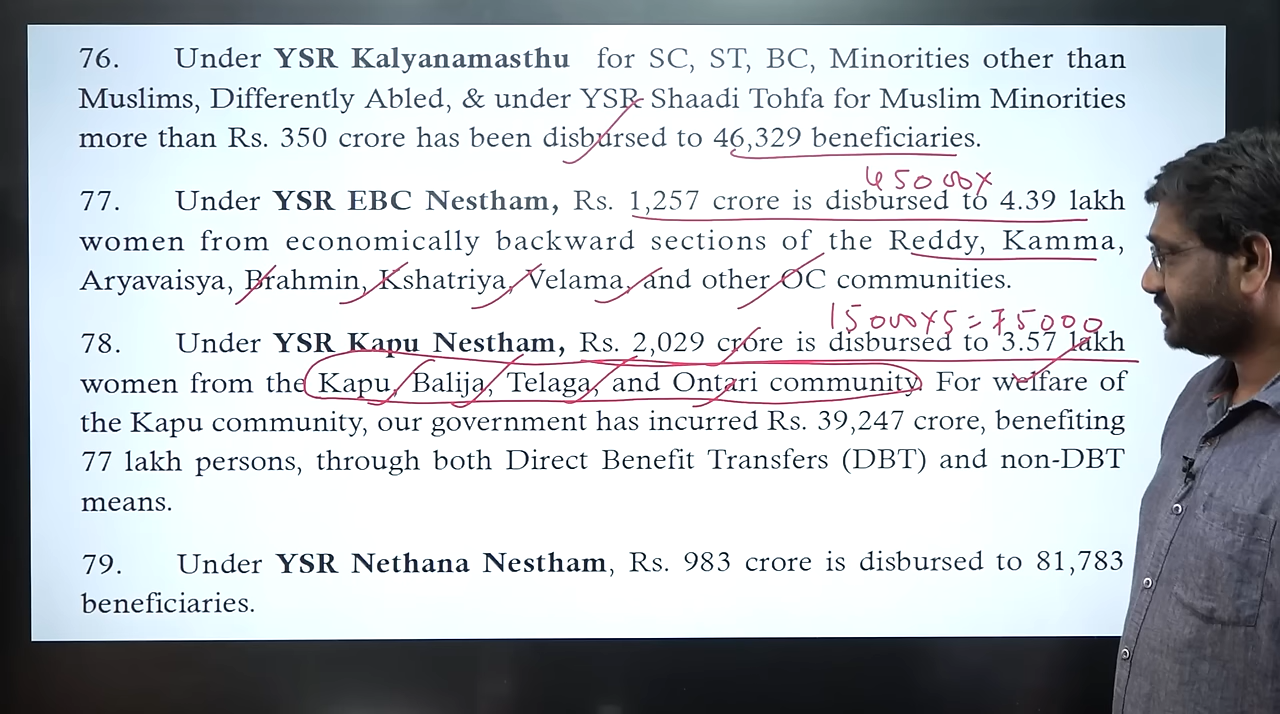 76. Under YSR Kalyanamasthu for SC, ST, BC, Minorities other than
Muslims, Differently Abled, & under YSR Shaadi Tohfa for Muslim Minorities
more than Rs. 350 crore has been disbursed to 46,329 beneficiaries.
45000x
77. Under YSR EBC Nestham, Rs. 1,257 crore is disbursed to 4.39 lakh
women from economically backward sections of the Reddy, Kamma,
Aryavaisya, Brahmin, Kshatriya, Velama, and other OC communities.
15000x5=75000
78. Under YSR Kapu Nestham, Rs. 2,029 crore is disbursed to 3.57 lakh
women from the Kapu, Balija, Telaga, and Ontari community. For welfare of
the Kapu community, our government has incurred Rs. 39,247 crore, benefiting
77 lakh persons, through both Direct Benefit Transfers (DBT) and non-DBT
means.
79. Under YSR Nethana Nestham, Rs. 983 crore is disbursed to 81,783
beneficiaries.